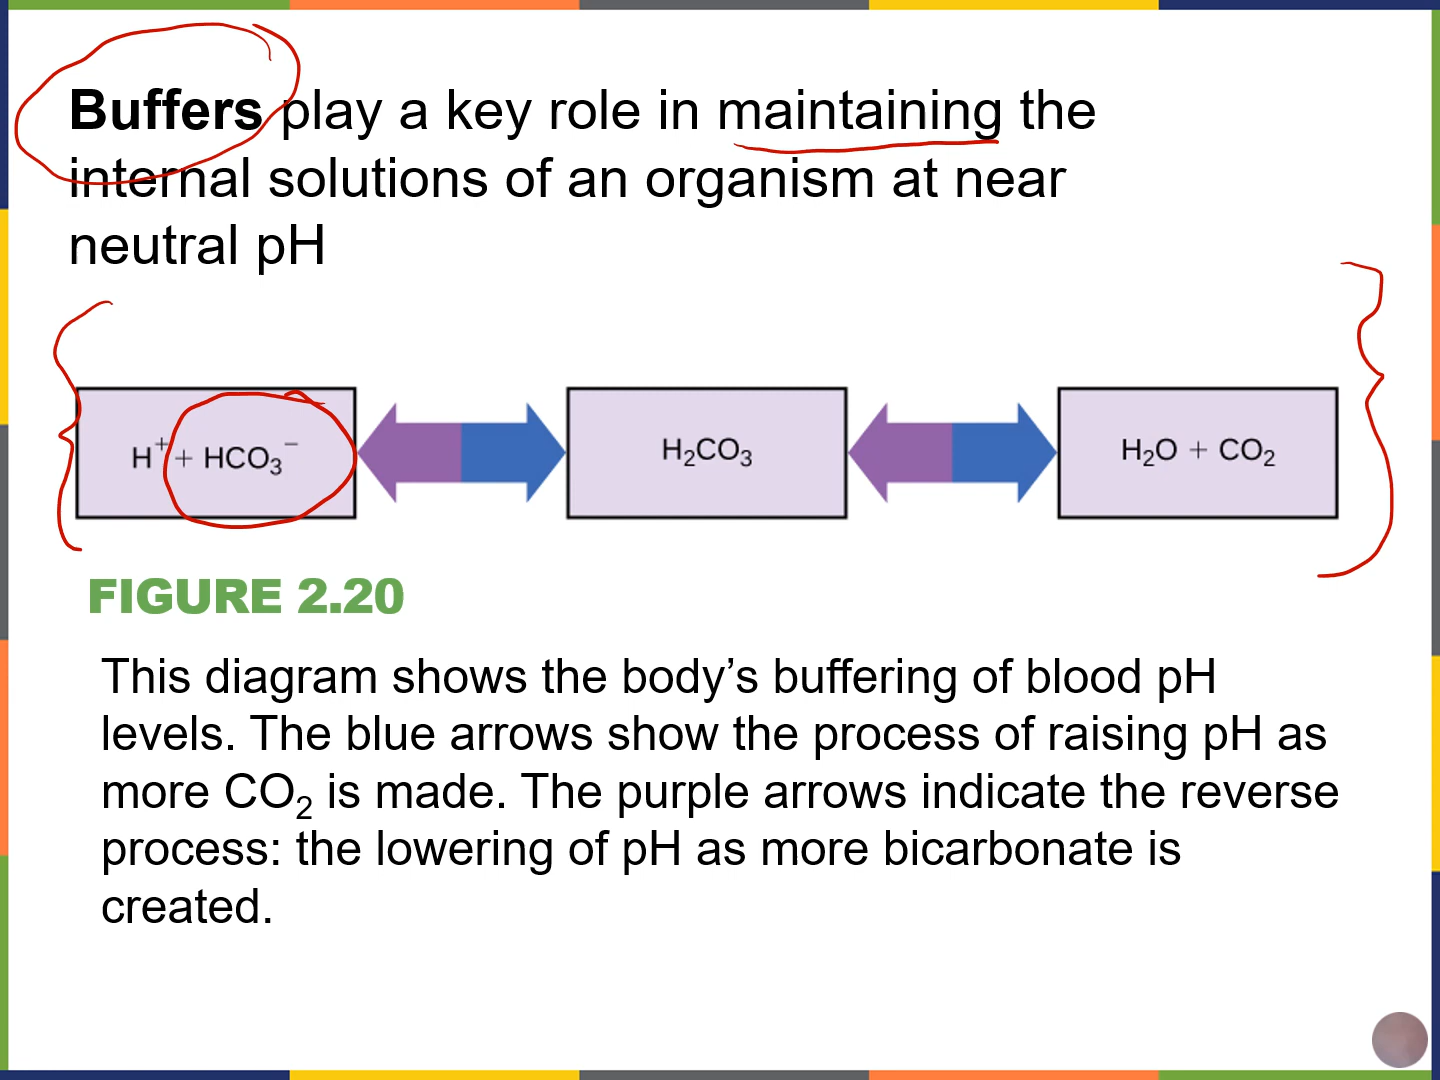 Buffers play a key role in maintaining the
internal solutions of an organism at near
neutral pH
H⁺ + HCO₃⁻
H₂CO₃
H₂O + CO₂
FIGURE 2.20
This diagram shows the body’s buffering of blood pH
levels. The blue arrows show the process of raising pH as
more CO₂ is made. The purple arrows indicate the reverse
process: the lowering of pH as more bicarbonate is
created.